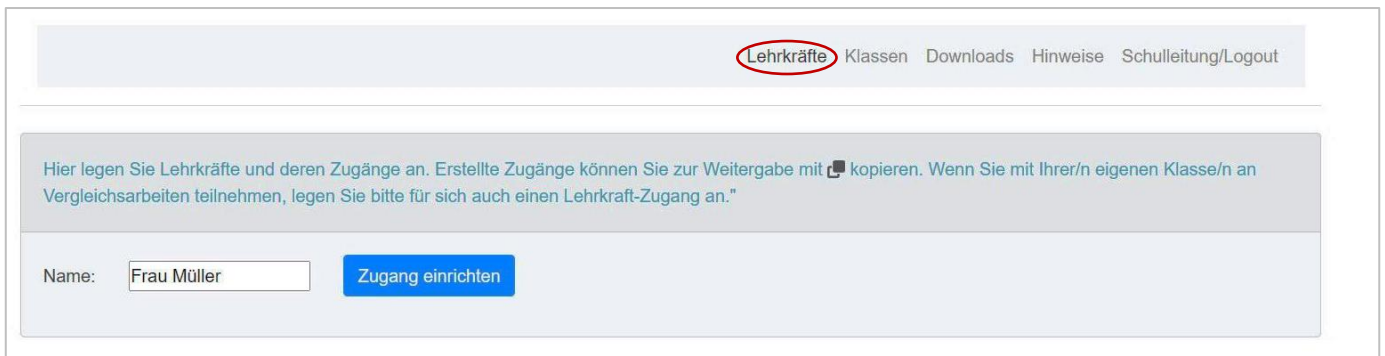 Lehrkräfte Klassen Downloads Hinweise Schulleitung/Logout
Hier legen Sie Lehrkräfte und deren Zugänge an. Erstellte Zugänge können Sie zur Weitergabe mit kopieren. Wenn Sie mit Ihrer/n eigenen Klasse/n an
Vergleichsarbeiten teilnehmen, legen Sie bitte für sich auch einen Lehrkraft-Zugang an."
Name: Frau Müller Zugang einrichten